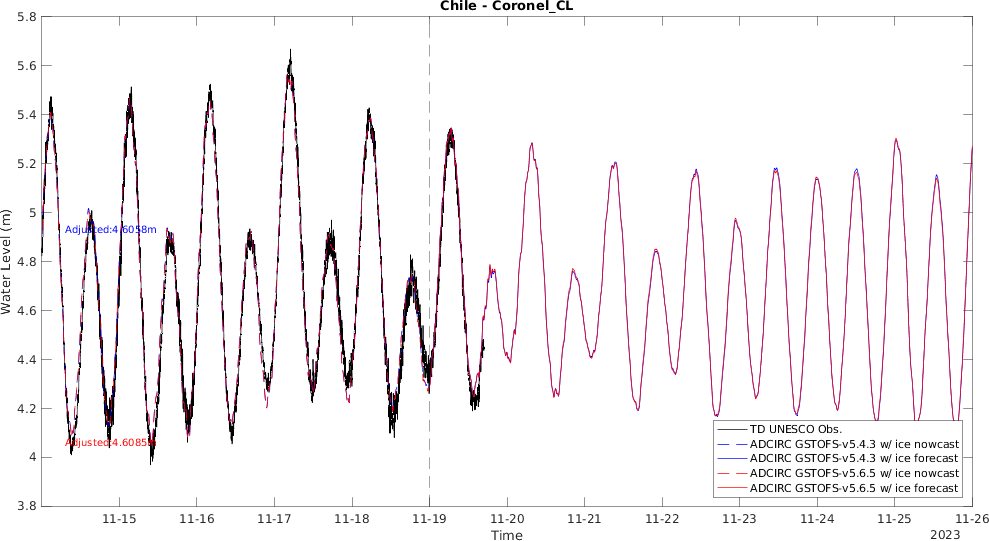 Chile - Coronel_CL
5.8
5.6
5.4
5.2
5
4.8
4.6
4.4
4.2
4
3.8
Water Level (m)
Adjusted:4.6058m
Adjusted:4.6085m
TD UNESCO Obs.
ADCIRC GSTOFS-v5.4.3 w/ ice nowcast
ADCIRC GSTOFS-v5.4.3 w/ ice forecast
ADCIRC GSTOFS-v5.6.5 w/ ice nowcast
ADCIRC GSTOFS-v5.6.5 w/ ice forecast
11-15 11-16 11-17 11-18 11-19 11-20 11-21 11-22 11-23 11-24 11-25 11-26
Time
2023